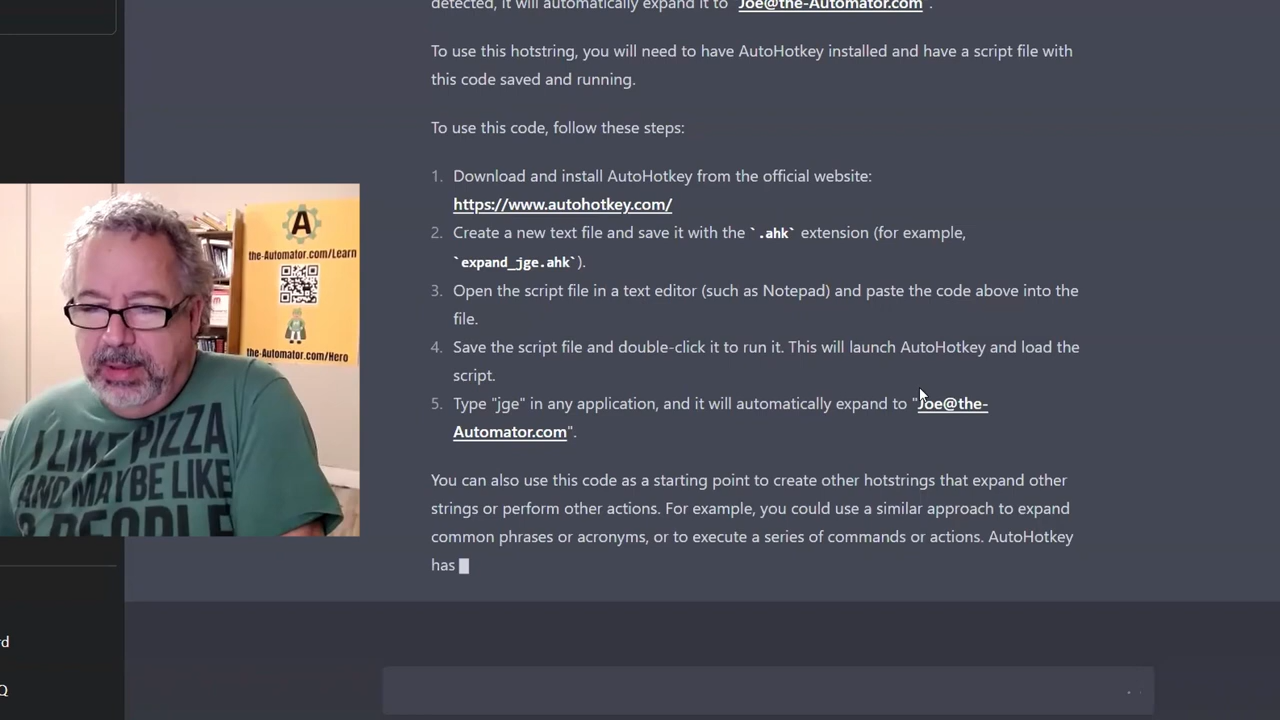 detected, it will automatically expand it to "Joe@the-Automator.com".
To use this hotstring, you will need to have AutoHotkey installed and have a script file with
this code saved and running.
To use this code, follow these steps:
1. Download and install AutoHotkey from the official website:
https://www.autohotkey.com/
2. Create a new text file and save it with the `.ahk` extension (for example,
`expand_jge.ahk`).
3. Open the script file in a text editor (such as Notepad) and paste the code above into the
file.
4. Save the script file and double-click it to run it. This will launch AutoHotkey and load the
script.
5. Type "jge" in any application, and it will automatically expand to "Joe@the-
Automator.com".
You can also use this code as a starting point to create other hotstrings that expand other
strings or perform other actions. For example, you could use a similar approach to expand
common phrases or acronyms, or to execute a series of commands or actions. AutoHotkey
has
A
the-Automator.com/Learn
the-Automator.com/Hero
I LIKE PIZZA
AND MAYBE LIKE
PEOPLE
rd
Q